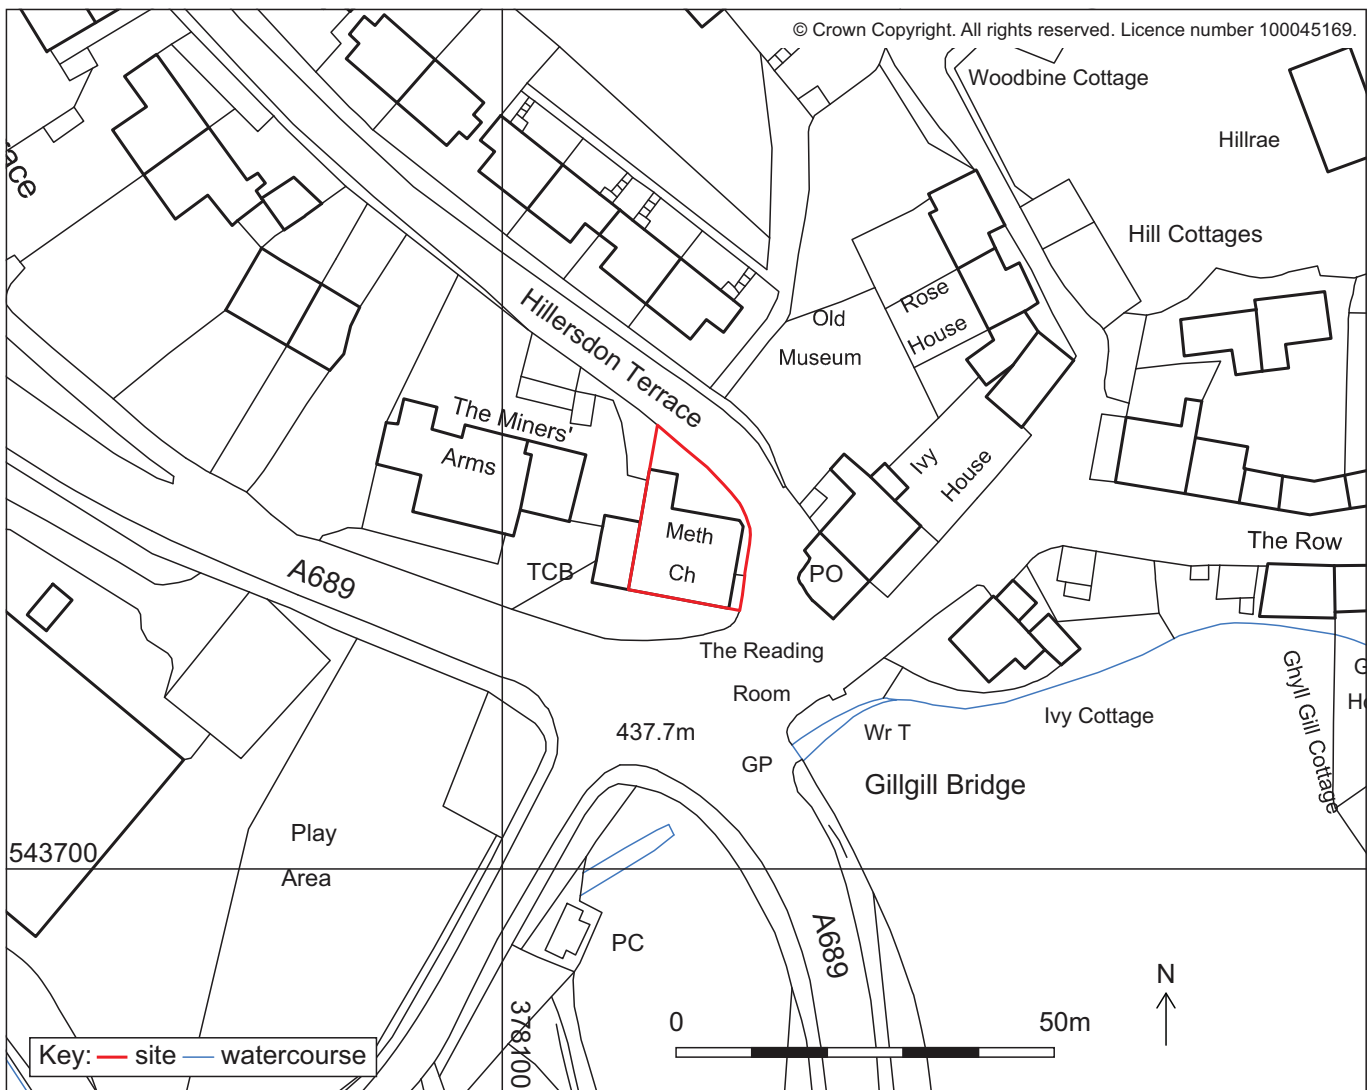 © Crown Copyright. All rights reserved. Licence number 100045169.
Woodbine Cottage
Hillrae
Hill Cottages
Rose
House
Old
Museum
Hillersdon Terrace
The Miners'
Arms
Ivy
House
Meth
Ch
TCB
PO
The Row
A689
The Reading
Room
437.7m
GP
Wr T
Ivy Cottage
Ghyll Gill Cottage
Gillgill Bridge
Play
Area
543700
PC
A689
378100
N
0
50m
Key:
site
watercourse